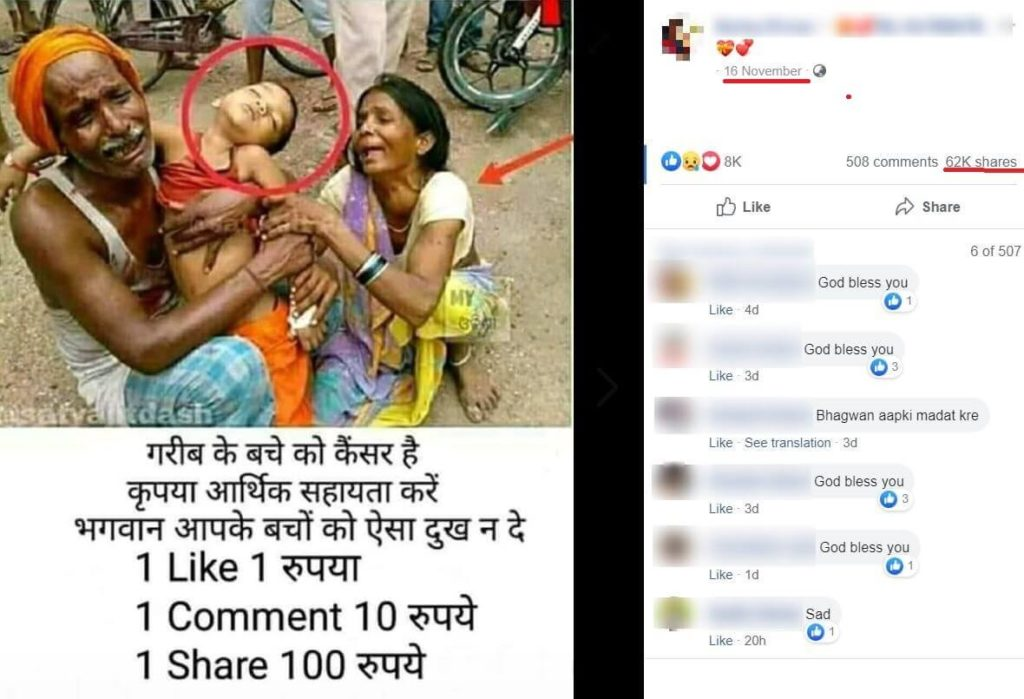 MY
गरीब के बचे को कैंसर है
कृपया आर्थिक सहायता करें
भगवान आपके बचों को ऐसा दुख न दे
1 Like 1 रुपया
1 Comment 10 रुपये
1 Share 100 रुपये
16 November
8K 508 comments 62K shares
Like Share
6 of 507
God bless you
1
Like · 4d
God bless you
3
Like · 3d
Bhagwan aapki madat kre
Like · See translation · 3d
God bless you
3
Like · 3d
God bless you
1
Like · 1d
Sad
1
Like · 20h